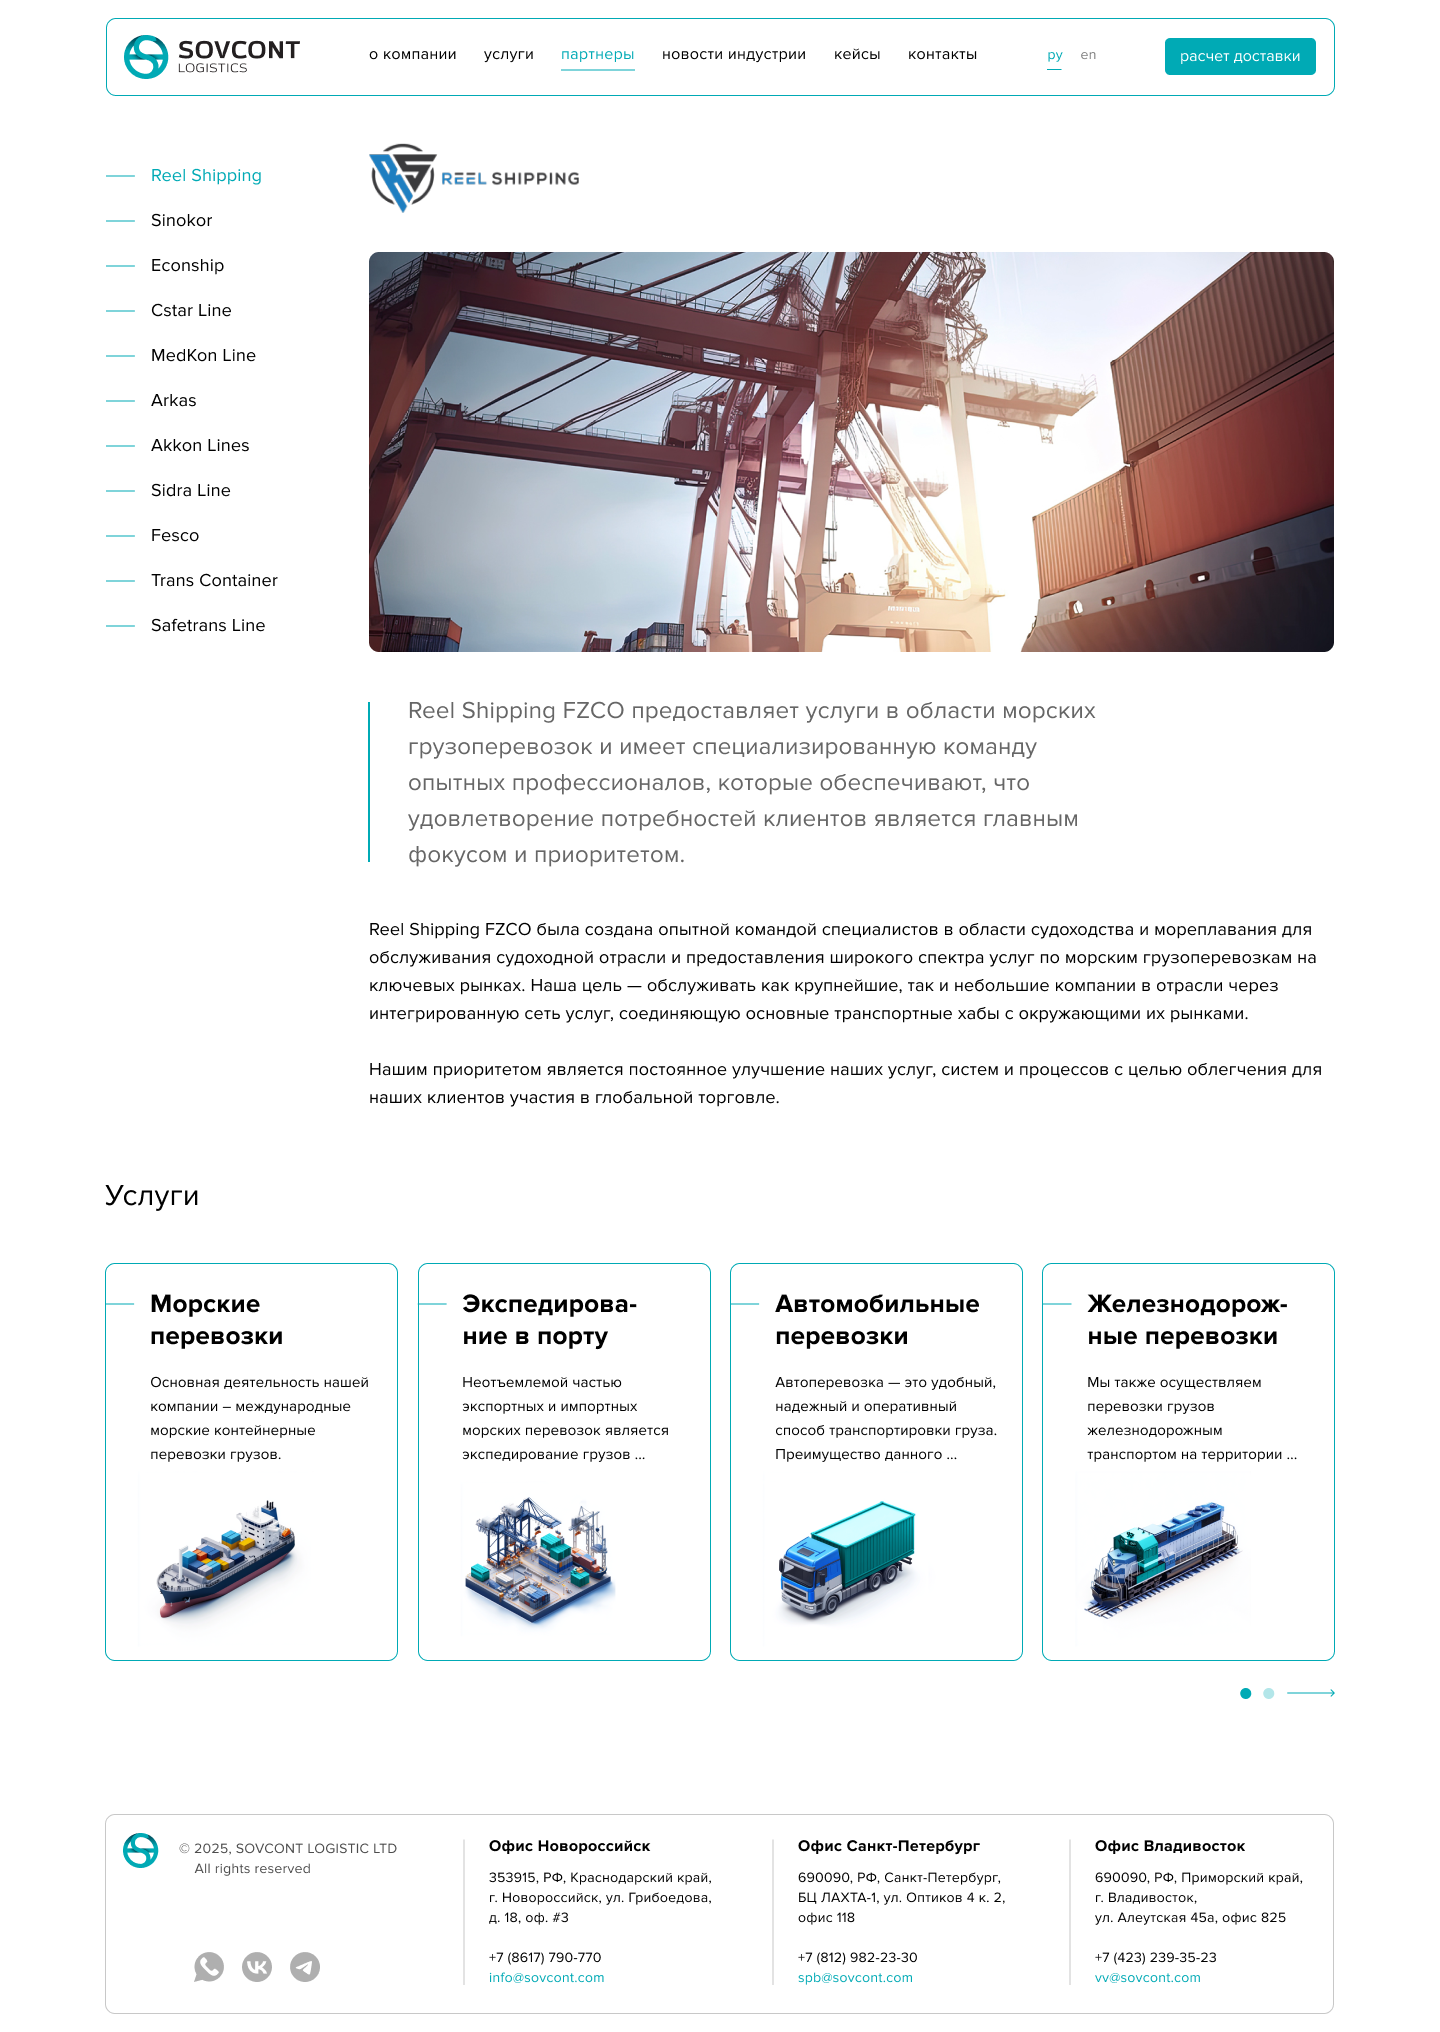 SOVCONT
LOGISTICS
о компании услуги партнеры новости индустрии кейсы контакты ру en расчет доставки
REEL SHIPPING
Reel Shipping
Sinokor
Econship
Cstar Line
MedKon Line
Arkas
Akkon Lines
Sidra Line
Fesco
Trans Container
Safetrans Line
Reel Shipping FZCO предоставляет услуги в области морских
грузоперевозок и имеет специализированную команду
опытных профессионалов, которые обеспечивают, что
удовлетворение потребностей клиентов является главным
фокусом и приоритетом.
Reel Shipping FZCO была создана опытной командой специалистов в области судоходства и мореплавания для
обслуживания судоходной отрасли и предоставления широкого спектра услуг по морским грузоперевозкам на
ключевых рынках. Наша цель — обслуживать как крупнейшие, так и небольшие компании в отрасли через
интегрированную сеть услуг, соединяющую основные транспортные хабы с окружающими их рынками.
Нашим приоритетом является постоянное улучшение наших услуг, систем и процессов с целью облегчения для
наших клиентов участия в глобальной торговле.
Услуги
Морские
перевозки
Основная деятельность нашей
компании – международные
морские контейнерные
перевозки грузов.
Экспедирова-
ние в порту
Неотъемлемой частью
экспортных и импортных
морских перевозок является
экспедирование грузов ...
Автомобильные
перевозки
Автоперевозка — это удобный,
надежный и оперативный
способ транспортировки груза.
Преимущество данного ...
Железнодорож-
ные перевозки
Мы также осуществляем
перевозки грузов
железнодорожным
транспортом на территории ...
© 2025, SOVCONT LOGISTIC LTD
All rights reserved
Офис Новороссийск
353915, РФ, Краснодарский край,
г. Новороссийск, ул. Грибоедова,
д. 18, оф. #3
+7 (8617) 790-770
info@sovcont.com
Офис Санкт-Петербург
690090, РФ, Санкт-Петербург,
БЦ ЛАХТА-1, ул. Оптиков 4 к. 2,
офис 118
+7 (812) 982-23-30
spb@sovcont.com
Офис Владивосток
690090, РФ, Приморский край,
г. Владивосток,
ул. Алеутская 45а, офис 825
+7 (423) 239-35-23
vv@sovcont.com